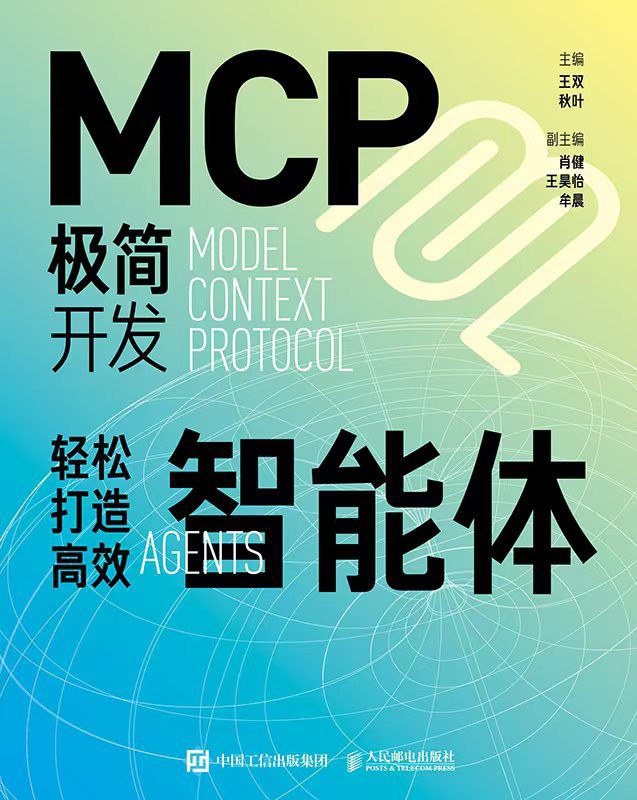 MCP
主编
王双
秋叶
副主编
肖健
王昊怡
牟晨
极简
开发
MODEL
CONTEXT
PROTOCOL
轻松
打造
高效
AGENTS
智能体
中国工信出版集团
人民邮电出版社
POSTS & TELECOM PRESS